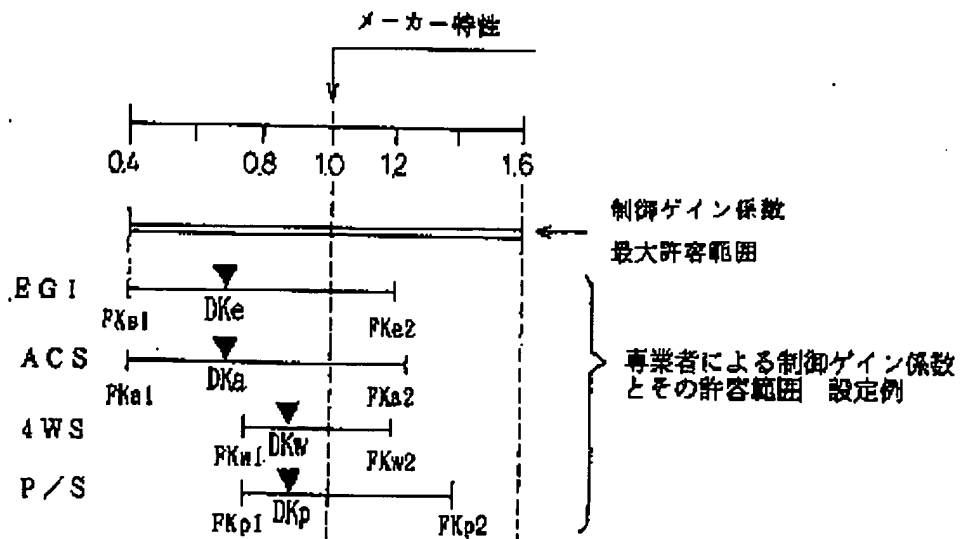 メーカー特性
0.4 0.8 1.0 1.2 1.6
制御ゲイン係数
最大許容範囲
EGI
FKe1 DKe FKe2
ACS
FKa1 DKa FKa2
4WS
FKw1 DKw FKw2
P/S
FKp1 DKp FKp2
専業者による制御ゲイン係数
とその許容範囲 設定例